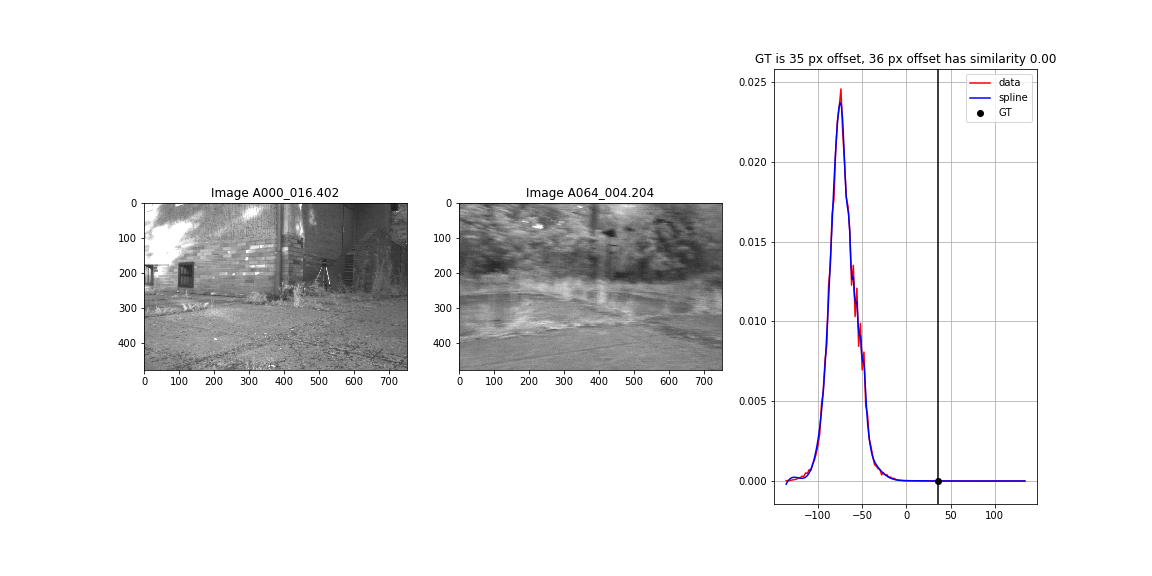 GT is 35 px offset, 36 px offset has similarity 0.00
Image A000_016.402
Image A064_004.204
data
spline
GT
0
100
200
300
400
0 100 200 300 400 500 600 700
0
100
200
300
400
0 100 200 300 400 500 600 700
0.025
0.020
0.015
0.010
0.005
0.000
−100 −50 0 50 100